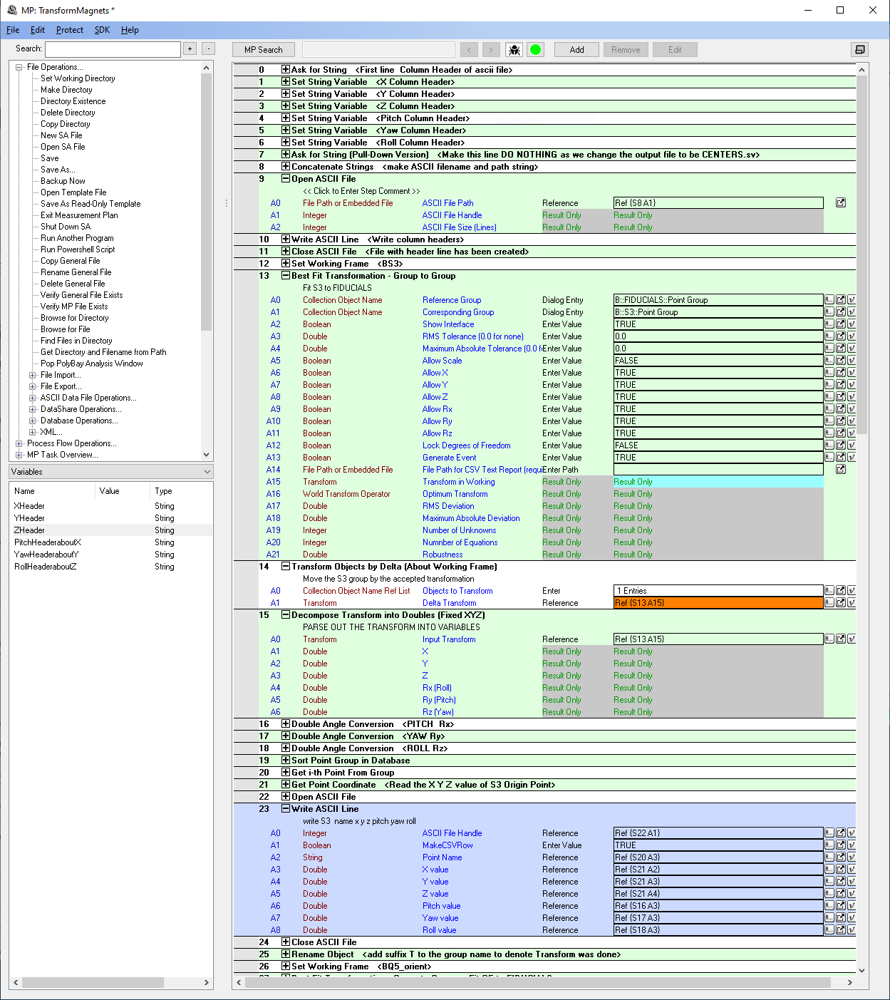 MP: TransformMagnets *
File Edit Protect SDK Help
Search: + -
MP Search < > Add Remove Edit
File Operations...
Set Working Directory
Make Directory
Directory Existence
Delete Directory
Copy Directory
New SA File
Open SA File
Save
Save As...
Backup Now
Open Template File
Save As Read-Only Template
Exit Measurement Plan
Shut Down SA
Run Another Program
Run Powershell Script
Copy General File
Rename General File
Delete General File
Verify General File Exists
Verify MP File Exists
Browse for Directory
Browse for File
Find Files in Directory
Get Directory and Filename from Path
Pop PolyBay Analysis Window
File Import...
File Export...
ASCII Data File Operations...
DataShare Operations...
Database Operations...
XML...
Process Flow Operations...
MP Task Overview...
Variables
Name Value Type
XHeader String
YHeader String
ZHeader String
PitchHeaderaboutX String
YawHeaderaboutY String
RollHeaderaboutZ String
0 Ask for String <First line Column Header of ascii file>
1 Set String Variable <X Column Header>
2 Set String Variable <Y Column Header>
3 Set String Variable <Z Column Header>
4 Set String Variable <Pitch Column Header>
5 Set String Variable <Yaw Column Header>
6 Set String Variable <Roll Column Header>
7 Ask for String (Pull-Down Version) <Make this line DO NOTHING as we change the output file to be CENTERS.sv>
8 Concatenate Strings <make ASCII filename and path string>
9 Open ASCII File
<< Click to Enter Step Comment >>
A0 File Path or Embedded File ASCII File Path Reference Ref {S8 A1}
A1 Integer ASCII File Handle Result Only Result Only
A2 Integer ASCII File Size (Lines) Result Only Result Only
10 Write ASCII Line <Write column headers>
11 Close ASCII File <File with header line has been created>
12 Set Working Frame <BS3>
13 Best Fit Transformation - Group to Group
Fit S3 to FIDUCIALS
A0 Collection Object Name Reference Group Dialog Entry B::FIDUCIALS::Point Group
A1 Collection Object Name Corresponding Group Dialog Entry B::S3::Point Group
A2 Boolean Show Interface Enter Value TRUE
A3 Double RMS Tolerance (0.0 for none) Enter Value 0.0
A4 Double Maximum Absolute Tolerance (0.0 f Enter Value 0.0
A5 Boolean Allow Scale Enter Value FALSE
A6 Boolean Allow X Enter Value TRUE
A7 Boolean Allow Y Enter Value TRUE
A8 Boolean Allow Z Enter Value TRUE
A9 Boolean Allow Rx Enter Value TRUE
A10 Boolean Allow Ry Enter Value TRUE
A11 Boolean Allow Rz Enter Value TRUE
A12 Boolean Lock Degrees of Freedom Enter Value FALSE
A13 Boolean Generate Event Enter Value TRUE
A14 File Path or Embedded File File Path for CSV Text Report (requi Enter Path
A15 Transform Transform in Working Result Only Result Only
A16 World Transform Operator Optimum Transform Result Only Result Only
A17 Double RMS Deviation Result Only Result Only
A18 Double Maximum Absolute Deviation Result Only Result Only
A19 Integer Number of Unknowns Result Only Result Only
A20 Integer Numnber of Equations Result Only Result Only
A21 Double Robustness Result Only Result Only
14 Transform Objects by Delta (About Working Frame)
Move the S3 group by the accepted transformation
A0 Collection Object Name Ref List Objects to Transform Enter 1 Entries
A1 Transform Delta Transform Reference Ref {S13 A15}
15 Decompose Transform into Doubles (Fixed XYZ)
PARSE OUT THE TRANSFORM INTO VARIABLES
A0 Transform Input Transform Reference Ref {S13 A15}
A1 Double X Result Only Result Only
A2 Double Y Result Only Result Only
A3 Double Z Result Only Result Only
A4 Double Rx (Roll) Result Only Result Only
A5 Double Ry (Pitch) Result Only Result Only
A6 Double Rz (Yaw) Result Only Result Only
16 Double Angle Conversion <PITCH Rx>
17 Double Angle Conversion <YAW Ry>
18 Double Angle Conversion <ROLL Rz>
19 Sort Point Group in Database
20 Get i-th Point From Group
21 Get Point Coordinate <Read the X Y Z value of S3 Origin Point>
22 Open ASCII File
23 Write ASCII Line
write S3 name x y z pitch yaw roll
A0 Integer ASCII File Handle Reference Ref {S22 A1}
A1 Boolean MakeCSVRow Enter Value TRUE
A2 String Point Name Reference Ref {S20 A3}
A3 Double X value Reference Ref {S21 A2}
A4 Double Y value Reference Ref {S21 A3}
A5 Double Z value Reference Ref {S21 A4}
A6 Double Pitch value Reference Ref {S16 A3}
A7 Double Yaw value Reference Ref {S17 A3}
A8 Double Roll value Reference Ref {S18 A3}
24 Close ASCII File
25 Rename Object <add suffix T to the group name to denote Transform was done>
26 Set Working Frame <BQ5_orient>